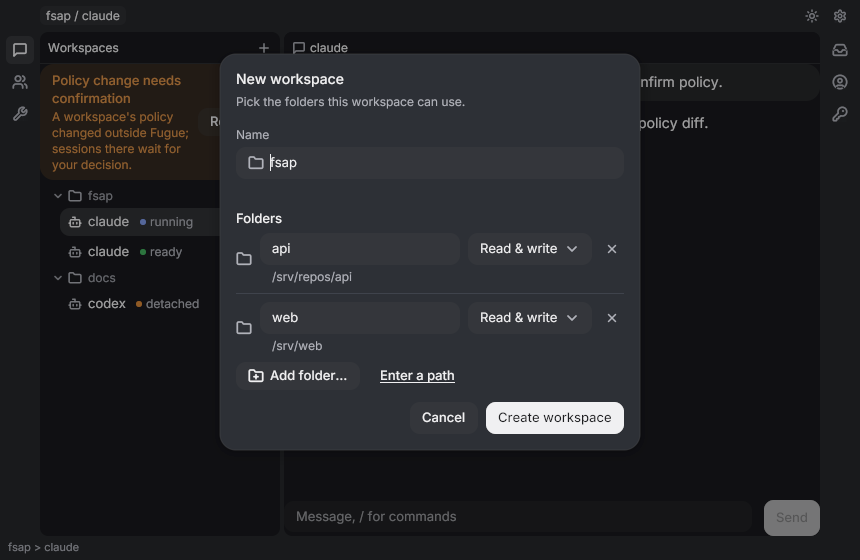 fsap / claude
Workspaces
claude
Policy change needs
confirmation
A workspace's policy
changed outside Fugue;
sessions there wait for
your decision.
nfirm policy.
policy diff.
fsap
claude
running
claude
ready
docs
codex
detached
New workspace
Pick the folders this workspace can use.
Name
fsap
Folders
api
Read & write
/srv/repos/api
web
Read & write
/srv/web
Add folder...
Enter a path
Cancel
Create workspace
Message, / for commands
Send
fsap > claude